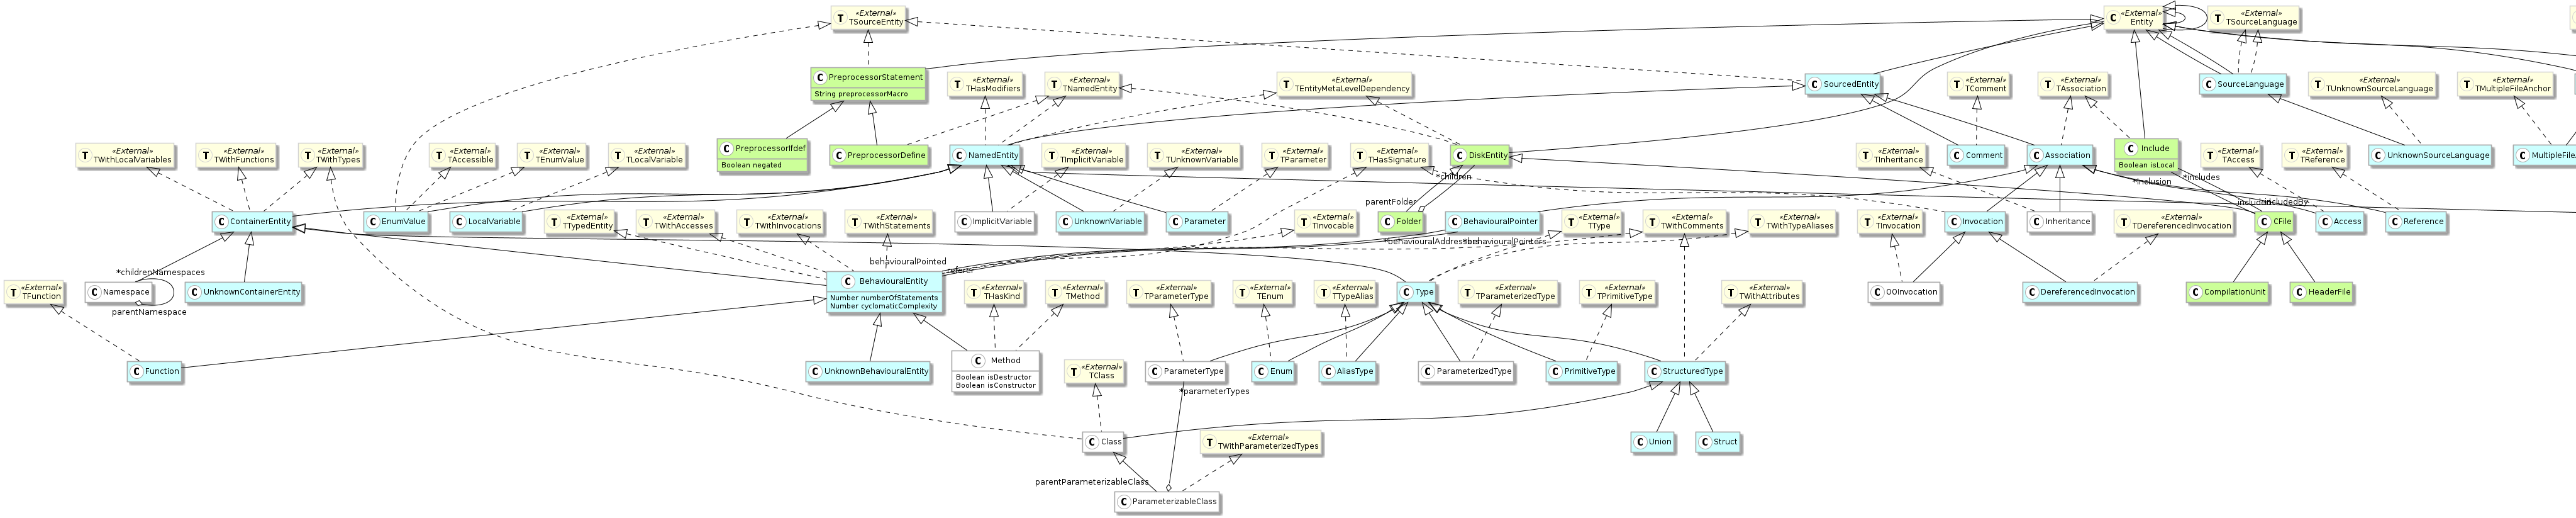 «External»
T TSourceEntity
«External»
C Entity
«External»
T TSourceLanguage
C PreprocessorStatement
String preprocessorMacro
«External»
T THasModifiers
«External»
T TNamedEntity
«External»
T TEntityMetaLevelDependency
C SourcedEntity
«External»
T TComment
«External»
T TAssociation
C SourceLanguage
«External»
T TUnknownSourceLanguage
«External»
T TMultipleFileAnchor
«External»
T TWithLocalVariables
«External»
T TWithFunctions
«External»
T TWithTypes
«External»
T TAccessible
«External»
T TEnumValue
«External»
T TLocalVariable
C PreprocessorIfdef
Boolean negated
C PreprocessorDefine
C NamedEntity
«External»
T TImplicitVariable
«External»
T TUnknownVariable
«External»
T TParameter
«External»
T THasSignature
C DiskEntity
«External»
T TInheritance
C Comment
C Association
C Include
Boolean isLocal
«External»
T TAccess
«External»
T TReference
C UnknownSourceLanguage
C MultipleFile
*children
*inclusion
*includes
parentFolder
C ContainerEntity
C EnumValue
C LocalVariable
«External»
T TTypedEntity
«External»
T TWithAccesses
«External»
T TWithInvocations
«External»
T TWithStatements
C ImplicitVariable
C UnknownVariable
C Parameter
«External»
T TInvocable
C Folder
C BehaviouralPointer
«External»
T TType
«External»
T TWithComments
«External»
T TWithTypeAliases
«External»
T TInvocation
C Invocation
C Inheritance
«External»
T TDereferencedInvocation
C CFile
C Access
C Reference
*behaviouralPointers
behaviouralPointed
referer
*childrenNamespaces
«External»
T TFunction
C Namespace
parentNamespace
C UnknownContainerEntity
C BehaviouralEntity
Number numberOfStatements
Number cyclomaticComplexity
«External»
T THasKind
«External»
T TMethod
«External»
T TParameterType
«External»
T TEnum
«External»
T TTypeAlias
C Type
«External»
T TParameterizedType
«External»
T TPrimitiveType
«External»
T TWithAttributes
C OOInvocation
C DereferencedInvocation
C CompilationUnit
C HeaderFile
C Function
C UnknownBehaviouralEntity
C Method
Boolean isDestructor
Boolean isConstructor
«External»
T TClass
C ParameterType
C Enum
C AliasType
C ParameterizedType
C PrimitiveType
C StructuredType
*parameterTypes
C Class
«External»
T TWithParameterizedTypes
C Union
C Struct
parentParameterizableClass
C ParameterizableClass